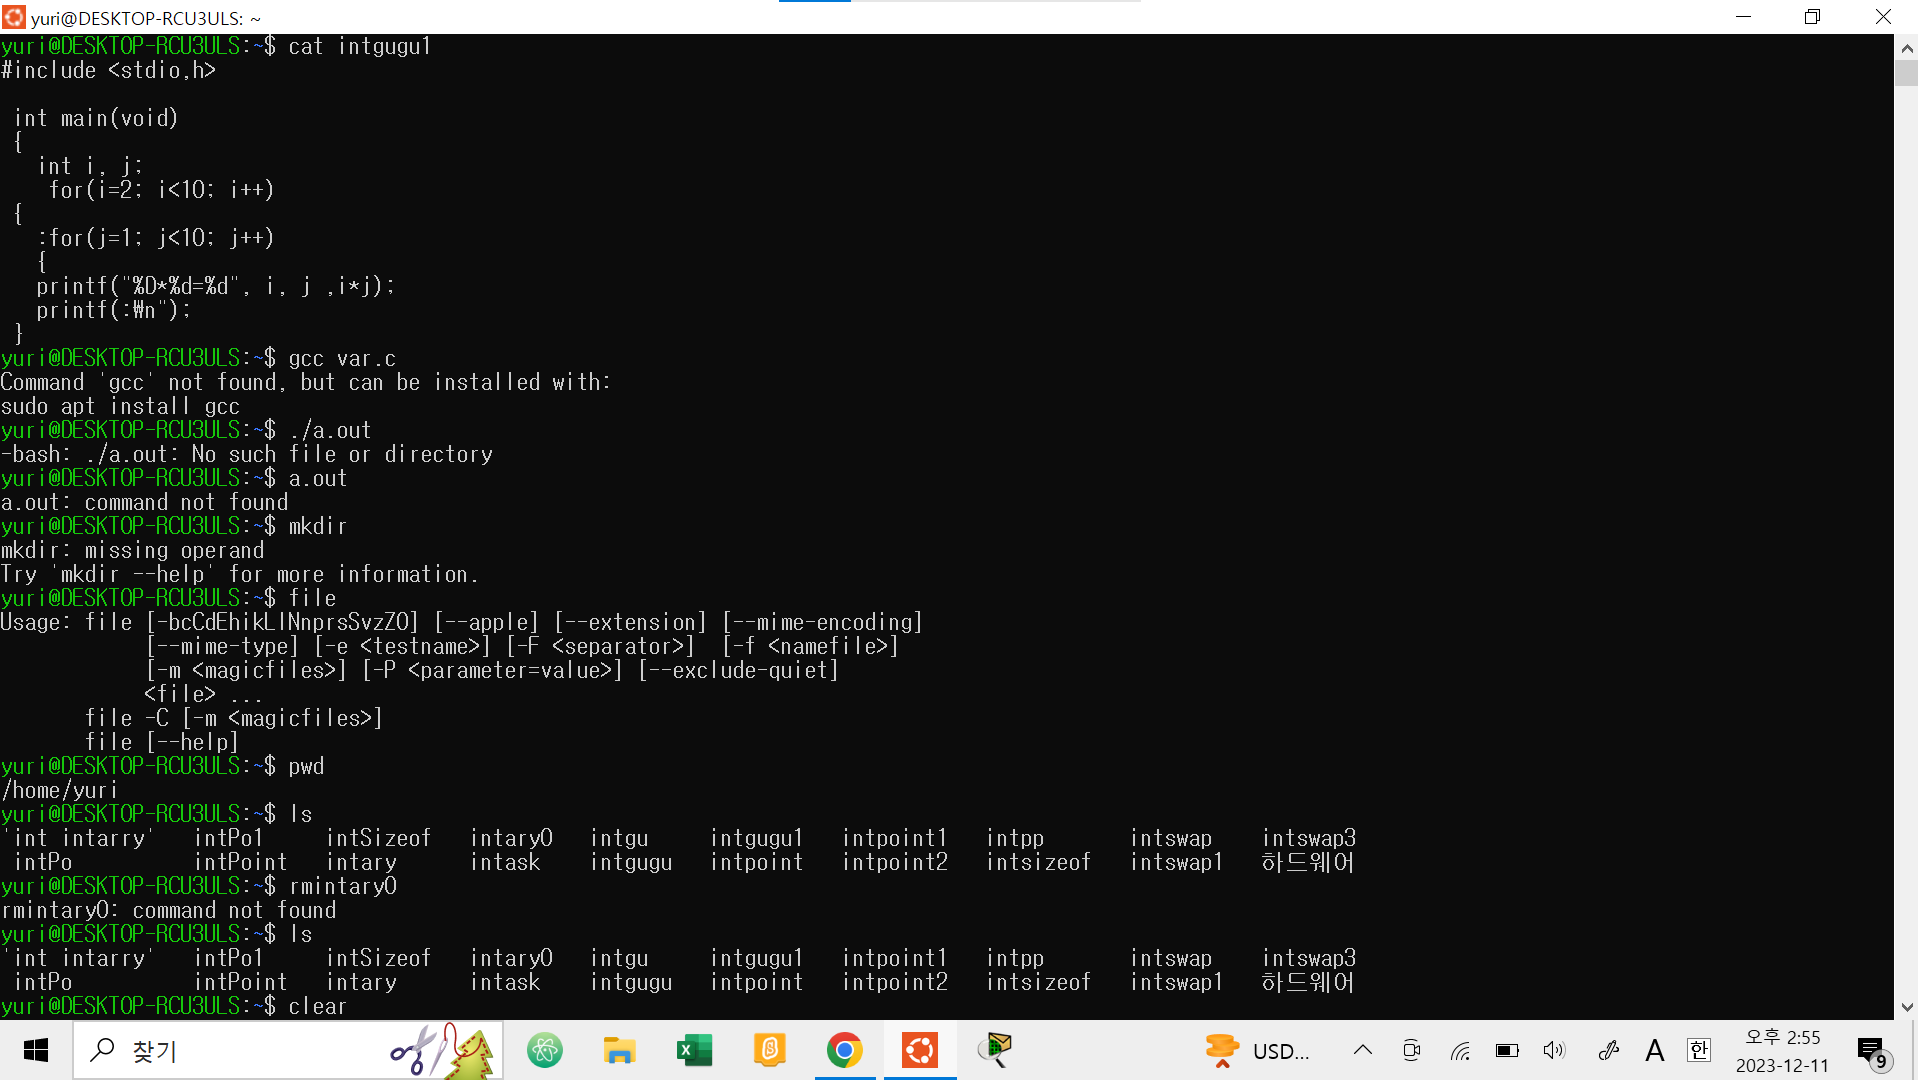 yuri@DESKTOP-RCU3ULS: ~
yuri@DESKTOP-RCU3ULS:~$ cat intgugu1
#include <stdio,h>
int main(void)
{
int i, j;
for(i=2; i<10; i++)
{
:for(j=1; j<10; j++)
{
printf("%D*%d=%d", i, j ,i*j);
printf(:₩n");
}
yuri@DESKTOP-RCU3ULS:~$ gcc var.c
Command 'gcc' not found, but can be installed with:
sudo apt install gcc
yuri@DESKTOP-RCU3ULS:~$ ./a.out
-bash: ./a.out: No such file or directory
yuri@DESKTOP-RCU3ULS:~$ a.out
a.out: command not found
yuri@DESKTOP-RCU3ULS:~$ mkdir
mkdir: missing operand
Try 'mkdir --help' for more information.
yuri@DESKTOP-RCU3ULS:~$ file
Usage: file [-bcCdEhikLlNnprsSvzZ0] [--apple] [--extension] [--mime-encoding]
[--mime-type] [-e <testname>] [-F <separator>]  [-f <namefile>]
[-m <magicfiles>] [-P <parameter=value>] [--exclude-quiet]
<file> ...
file -C [-m <magicfiles>]
file [--help]
yuri@DESKTOP-RCU3ULS:~$ pwd
/home/yuri
yuri@DESKTOP-RCU3ULS:~$ ls
'int intarry'   intPo1     intSizeof   intary0   intgu     intgugu1   intpoint1   intpp       intswap    intswap3
intPo          intPoint   intary      intask    intgugu   intpoint   intpoint2   intsizeof   intswap1   하드웨어
yuri@DESKTOP-RCU3ULS:~$ rmintary0
rmintary0: command not found
yuri@DESKTOP-RCU3ULS:~$ ls
'int intarry'   intPo1     intSizeof   intary0   intgu     intgugu1   intpoint1   intpp       intswap    intswap3
intPo          intPoint   intary      intask    intgugu   intpoint   intpoint2   intsizeof   intswap1   하드웨어
yuri@DESKTOP-RCU3ULS:~$ clear
찾기
USD...
A
한
오후 2:55
2023-12-11
9